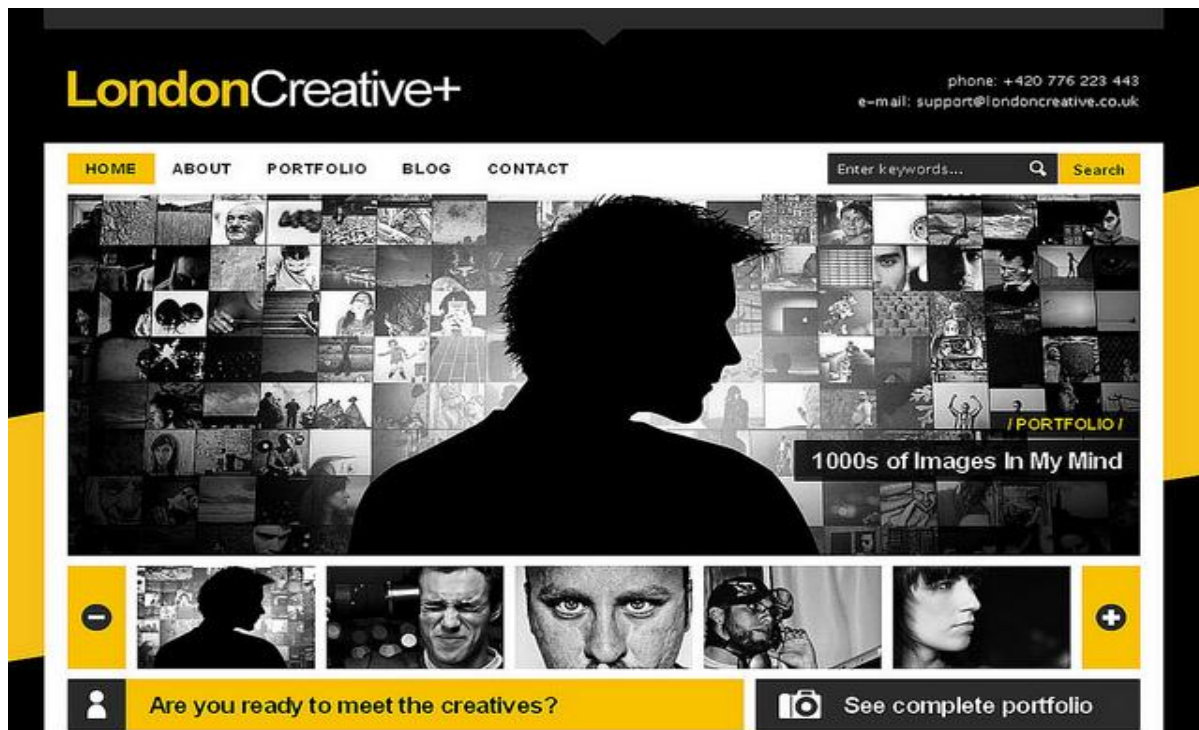 LondonCreative+
phone: +420 776 223 443
e-mail: support@londoncreative.co.uk
HOME ABOUT PORTFOLIO BLOG CONTACT
Enter keywords... Search
/ PORTFOLIO /
1000s of Images In My Mind
Are you ready to meet the creatives?
See complete portfolio